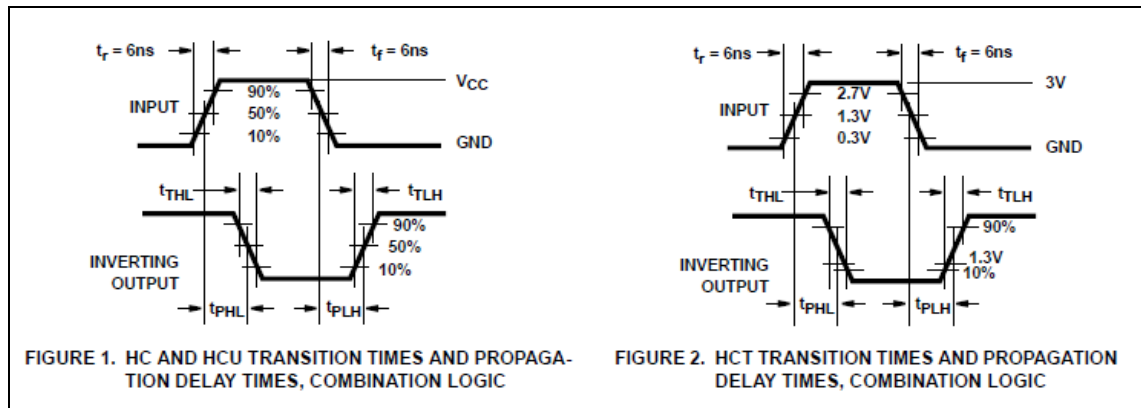 tr = 6ns
tf = 6ns
VCC
INPUT
90%
50%
10%
GND
tTHL
tTLH
90%
50%
10%
INVERTING
OUTPUT
tPHL
tPLH
FIGURE 1. HC AND HCU TRANSITION TIMES AND PROPAGA-
TION DELAY TIMES, COMBINATION LOGIC
tr = 6ns
tf = 6ns
3V
INPUT
2.7V
1.3V
0.3V
GND
tTHL
tTLH
90%
1.3V
10%
INVERTING
OUTPUT
tPHL
tPLH
FIGURE 2. HCT TRANSITION TIMES AND PROPAGATION
DELAY TIMES, COMBINATION LOGIC